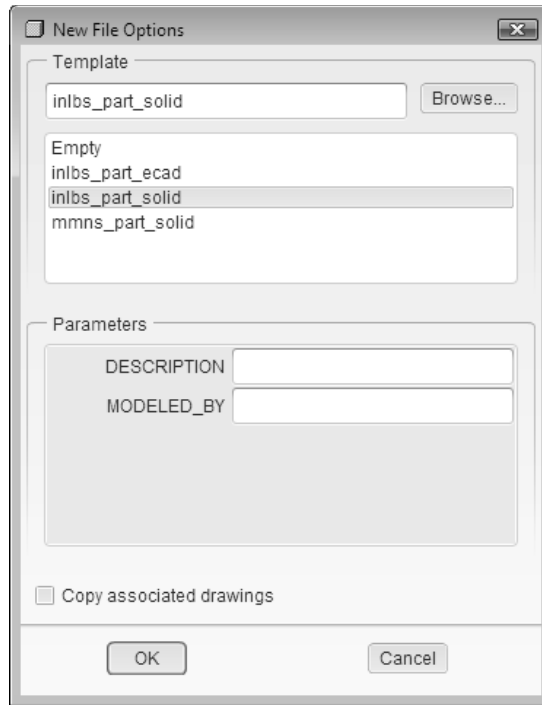 New File Options
Template
inlbs_part_solid
Browse...
Empty
inlbs_part_ecad
inlbs_part_solid
mmns_part_solid
Parameters
DESCRIPTION
MODELED_BY
Copy associated drawings
OK
Cancel